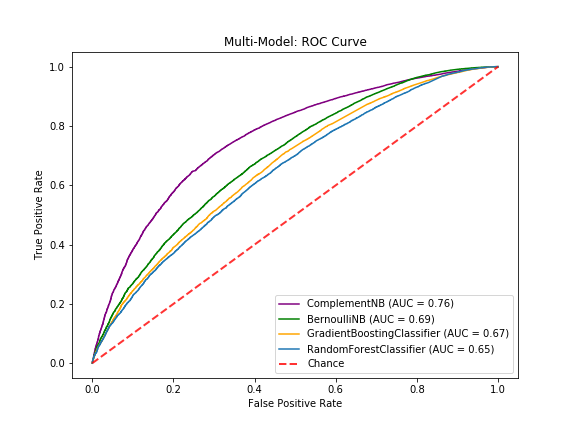 Multi-Model: ROC Curve
True Positive Rate
1.0
0.8
0.6
0.4
0.2
0.0
ComplementNB (AUC = 0.76)
BernoulliNB (AUC = 0.69)
GradientBoostingClassifier (AUC = 0.67)
RandomForestClassifier (AUC = 0.65)
Chance
0.0 0.2 0.4 0.6 0.8 1.0
False Positive Rate